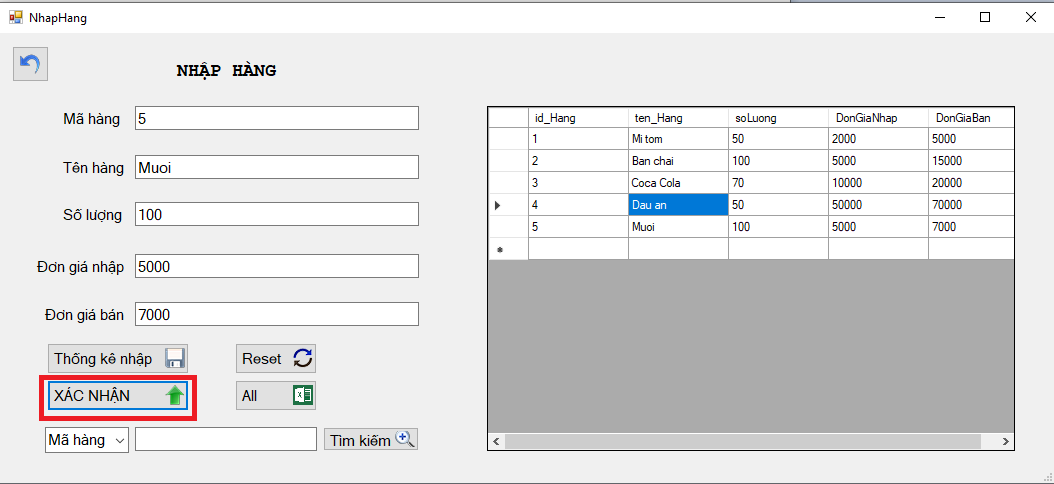 NhapHang
NHẬP HÀNG
Mã hàng 5
Tên hàng Muoi
Số lượng 100
Đơn giá nhập 5000
Đơn giá bán 7000
Thống kê nhập Reset
XÁC NHẬN All
Mã hàng Tìm kiếm
id_Hang ten_Hang soLuong DonGiaNhap DonGiaBan
1 Mi tom 50 2000 5000
2 Ban chai 100 5000 15000
3 Coca Cola 70 10000 20000
4 Dau an 50 50000 70000
5 Muoi 100 5000 7000